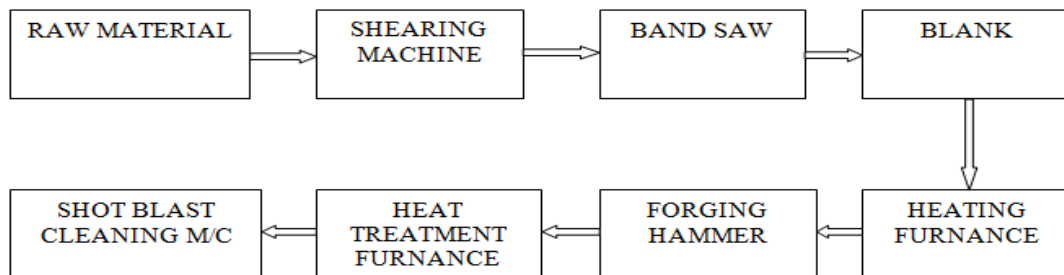 RAW MATERIAL
SHEARING
MACHINE
BAND SAW
BLANK
SHOT BLAST
CLEANING M/C
HEAT
TREATMENT
FURNANCE
FORGING
HAMMER
HEATING
FURNANCE